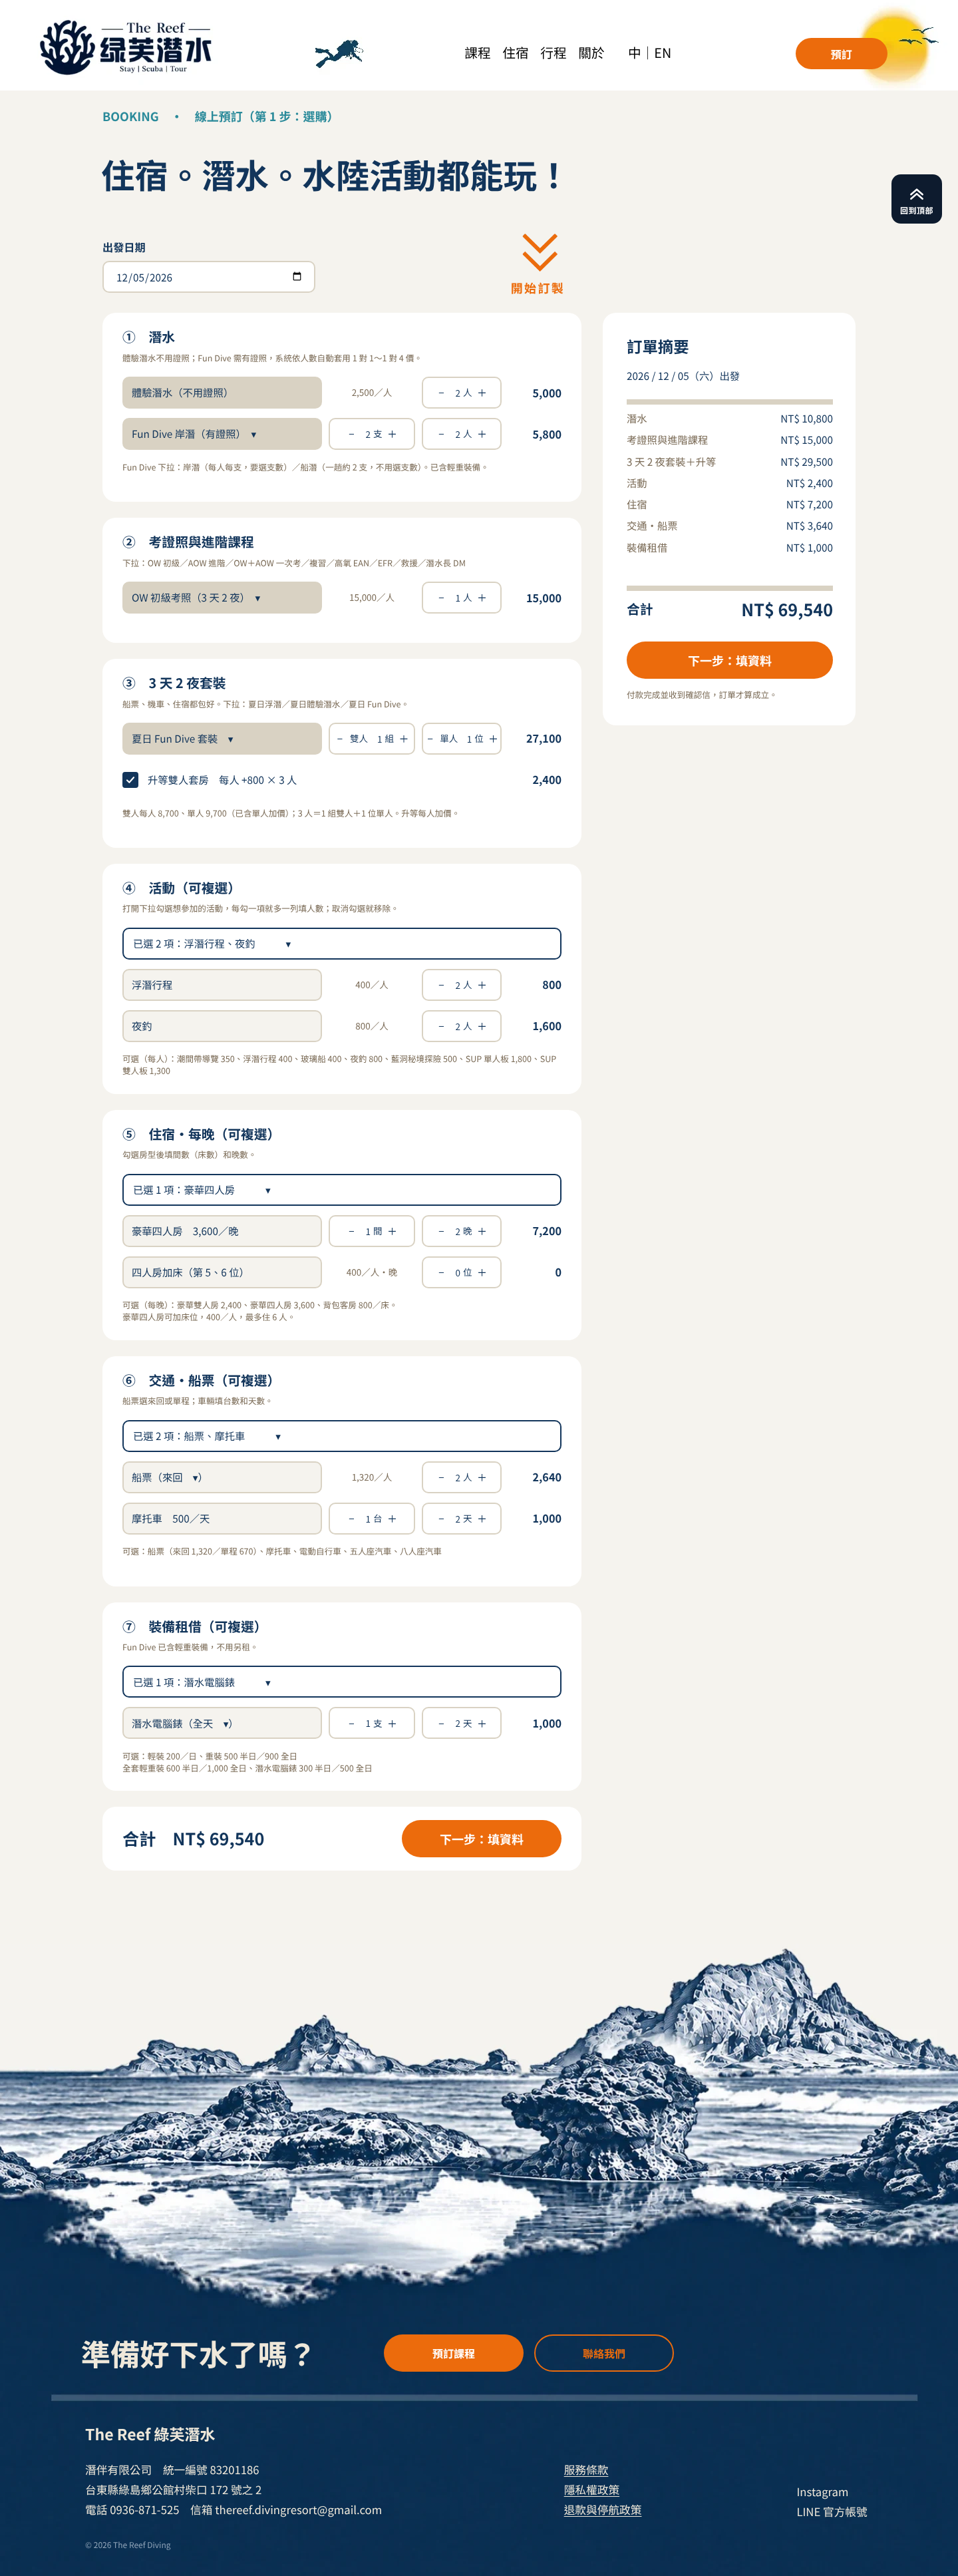 The Reef
绿芙潛水
Stay | Scuba | Tour
課程 住宿 行程 關於 中｜EN
預訂
BOOKING ・ 線上預訂（第 1 步：選購）
住宿。潛水。水陸活動都能玩！
回到頂部
出發日期
12/05/2026
開始訂製
① 潛水
體驗潛水不用證照；Fun Dive 需有證照，系統依人數自動套用 1 對 1～1 對 4 價。
體驗潛水（不用證照） 2,500／人 － 2 人 ＋ 5,000
Fun Dive 岸潛（有證照） ▾ － 2 支 ＋ － 2 人 ＋ 5,800
Fun Dive 下拉：岸潛（每人每支，要選支數）／船潛（一趟約 2 支，不用選支數）。已含輕重裝備。
② 考證照與進階課程
下拉：OW 初級／AOW 進階／OW＋AOW 一次考／複習／高氧 EAN／EFR／救援／潛水長 DM
OW 初級考照（3 天 2 夜） ▾ 15,000／人 － 1 人 ＋ 15,000
③ 3 天 2 夜套裝
船票、機車、住宿都包好。下拉：夏日浮潛／夏日體驗潛水／夏日 Fun Dive。
夏日 Fun Dive 套裝 ▾ － 雙人 1 組 ＋ － 單人 1 位 ＋ 27,100
升等雙人套房 每人 +800 × 3 人 2,400
雙人每人 8,700、單人 9,700（已含單人加價）；3 人＝1 組雙人＋1 位單人。升等每人加價。
④ 活動（可複選）
打開下拉勾選想參加的活動，每勾一項就多一列填人數；取消勾選就移除。
已選 2 項：浮潛行程、夜釣 ▾
浮潛行程 400／人 － 2 人 ＋ 800
夜釣 800／人 － 2 人 ＋ 1,600
可選（每人）：潮間帶導覽 350、浮潛行程 400、玻璃船 400、夜釣 800、藍洞秘境探險 500、SUP 單人板 1,800、SUP
雙人板 1,300
⑤ 住宿・每晚（可複選）
勾選房型後填間數（床數）和晚數。
已選 1 項：豪華四人房 ▾
豪華四人房 3,600／晚 － 1 間 ＋ － 2 晚 ＋ 7,200
四人房加床（第 5、6 位） 400／人・晚 － 0 位 ＋ 0
可選（每晚）：豪華雙人房 2,400、豪華四人房 3,600、背包客房 800／床。
豪華四人房可加床位，400／人，最多住 6 人。
⑥ 交通・船票（可複選）
船票選來回或單程；車輛填台數和天數。
已選 2 項：船票、摩托車 ▾
船票（來回 ▾） 1,320／人 － 2 人 ＋ 2,640
摩托車 500／天 － 1 台 ＋ － 2 天 ＋ 1,000
可選：船票（來回 1,320／單程 670）、摩托車、電動自行車、五人座汽車、八人座汽車
⑦ 裝備租借（可複選）
Fun Dive 已含輕重裝備，不用另租。
已選 1 項：潛水電腦錶 ▾
潛水電腦錶（全天 ▾） － 1 支 ＋ － 2 天 ＋ 1,000
可選：輕裝 200／日、重裝 500 半日／900 全日
全套輕重裝 600 半日／1,000 全日、潛水電腦錶 300 半日／500 全日
合計 NT$ 69,540
下一步：填資料
訂單摘要
2026 / 12 / 05（六）出發
潛水 NT$ 10,800
考證照與進階課程 NT$ 15,000
3 天 2 夜套裝＋升等 NT$ 29,500
活動 NT$ 2,400
住宿 NT$ 7,200
交通・船票 NT$ 3,640
裝備租借 NT$ 1,000
合計 NT$ 69,540
下一步：填資料
付款完成並收到確認信，訂單才算成立。
準備好下水了嗎？
預訂課程
聯絡我們
The Reef 綠芙潛水
潛伴有限公司 統一編號 83201186
台東縣綠島鄉公館村柴口 172 號之 2
電話 0936-871-525 信箱 thereef.divingresort@gmail.com
服務條款
隱私權政策
退款與停航政策
Instagram
LINE 官方帳號
© 2026 The Reef Diving